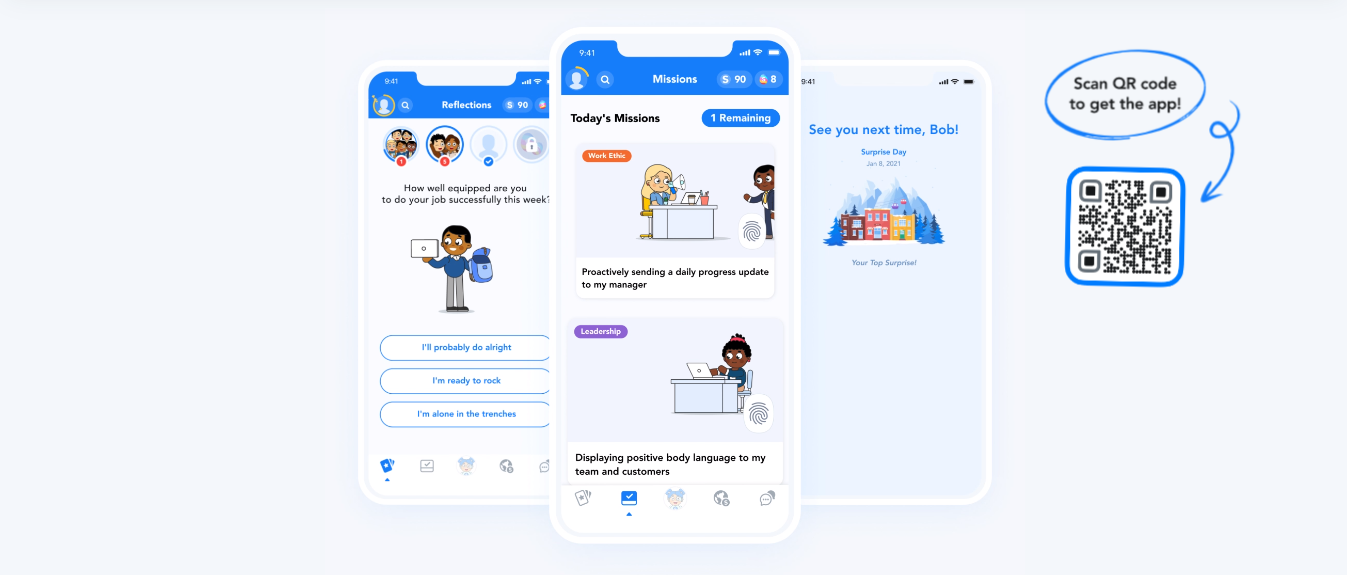 9:41
Reflections
S 90
1
5
How well equipped are you
to do your job successfully this week?
I'll probably do alright
I'm ready to rock
I'm alone in the trenches
9:41
Missions
S 90
8
Today's Missions
1 Remaining
Work Ethic
Proactively sending a daily progress update
to my manager
Leadership
Displaying positive body language to my
team and customers
9:41
See you next time, Bob!
Surprise Day
Jan 8, 2021
Your Top Surprise!
Scan QR code
to get the app!